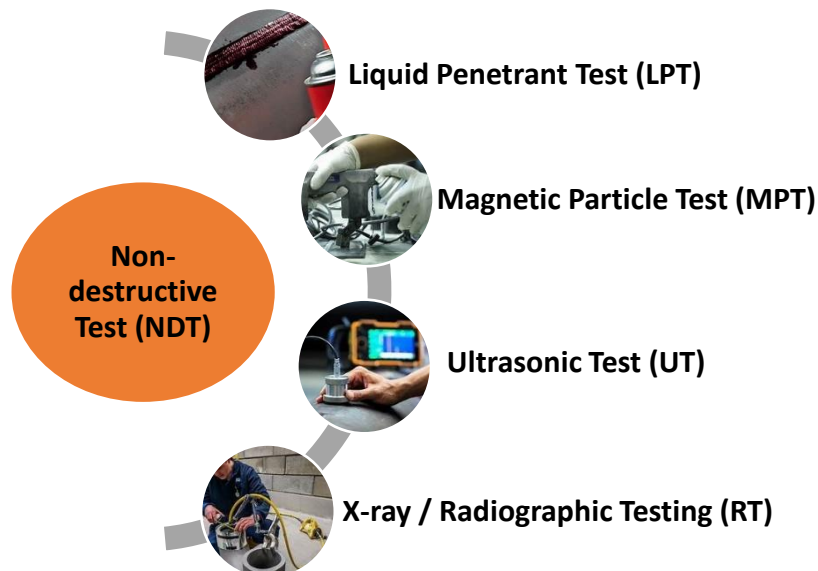 Liquid Penetrant Test (LPT)
Magnetic Particle Test (MPT)
Non-
destructive
Test (NDT)
Ultrasonic Test (UT)
X-ray / Radiographic Testing (RT)